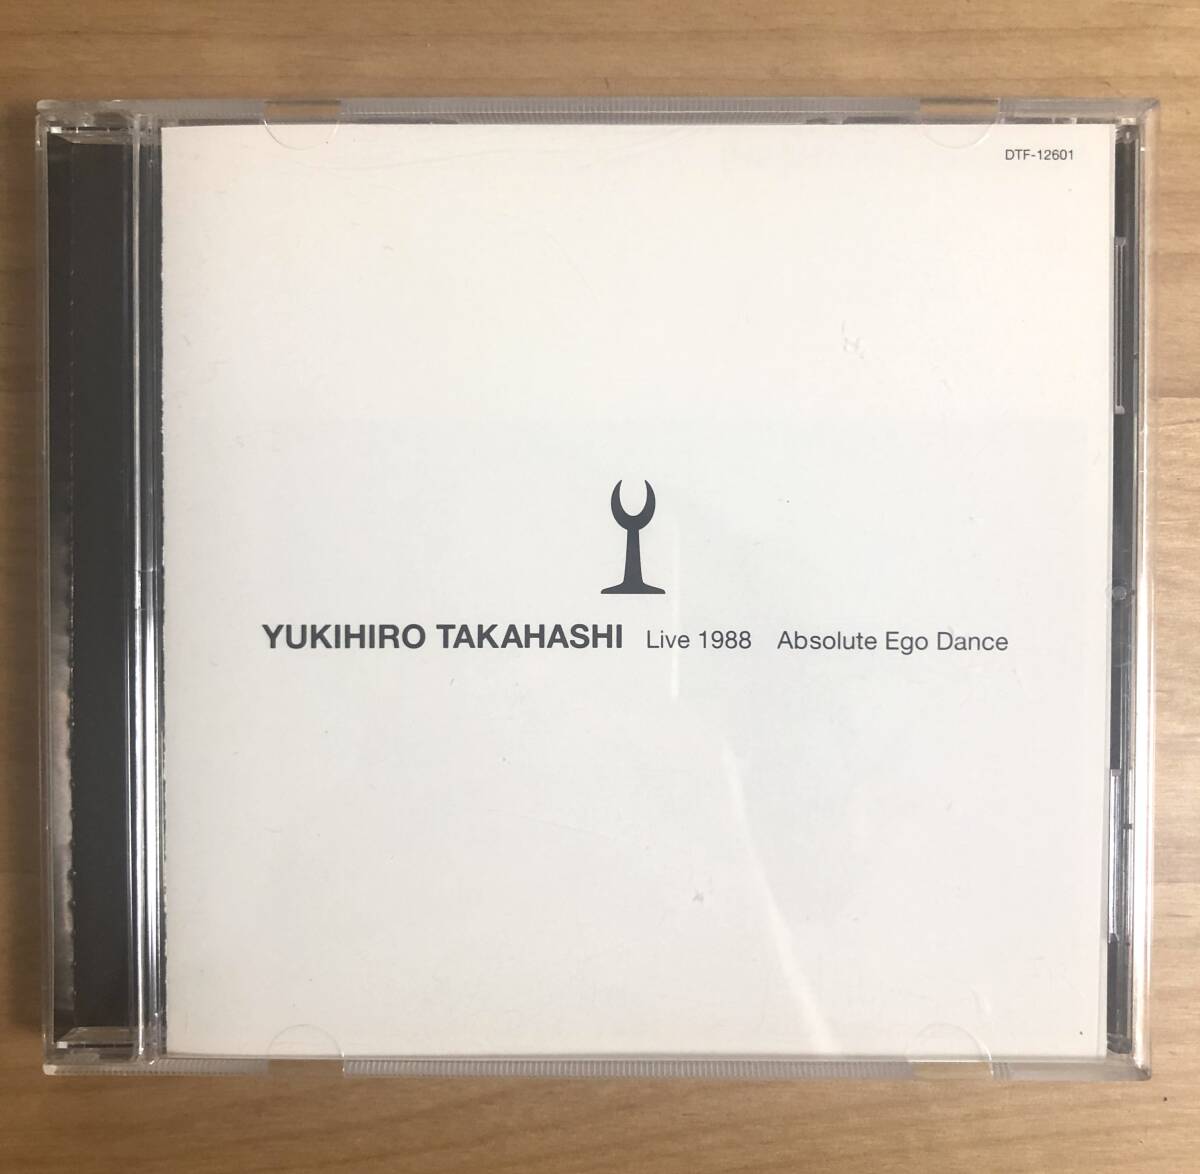 DTF-12601
YUKIHIRO TAKAHASHI Live 1988 Absolute Ego Dance